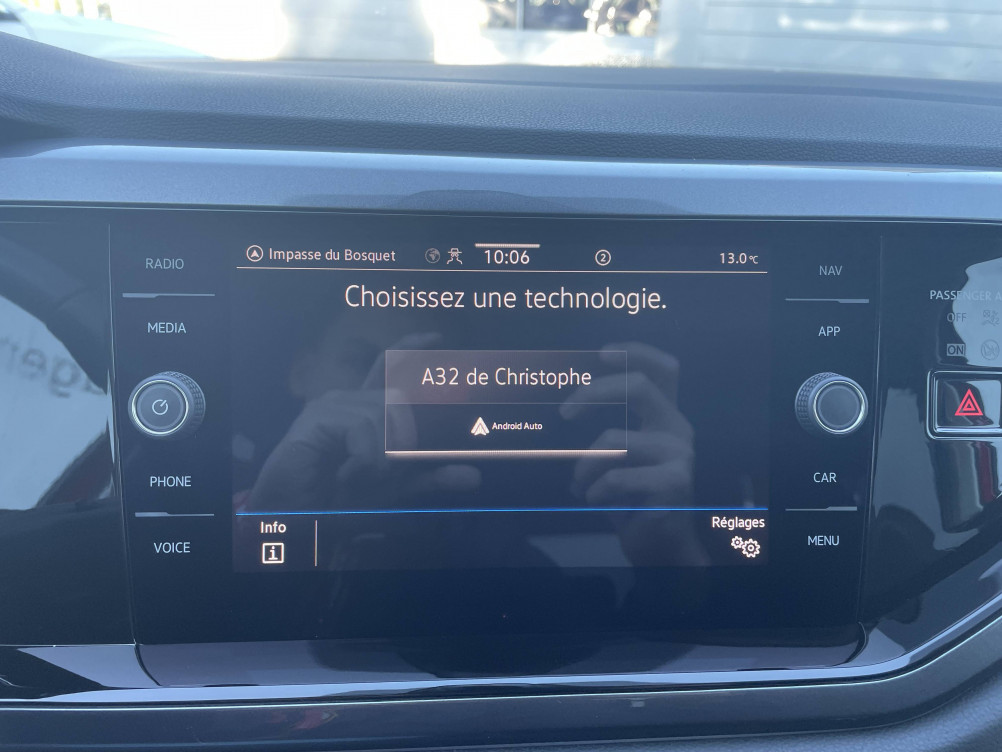 RADIO
MEDIA
PHONE
VOICE
Impasse du Bosquet
10:06
2
13.0°C
Choisissez une technologie.
A32 de Christophe
Android Auto
Info
i
Réglages
NAV
APP
CAR
MENU
PASSENGER A
OFF
ON